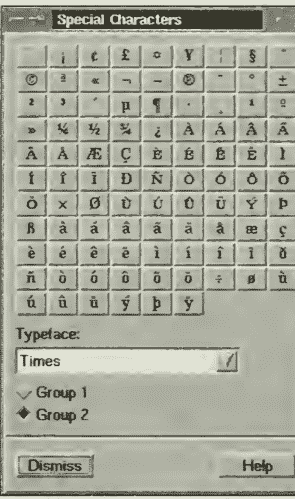 Special Characters
¡ ¢ £ ¤ ¥ ¦ § ¨
© ª « ¬ - ® ¯ ° ±
² ³ ´ µ ¶ · ¸ ¹ º
» ¼ ½ ¾ ¿ À Á Â Ã
Ä Å Æ Ç È É Ê Ë Ì
Í Î Ï Ð Ñ Ò Ó Ô Õ
Ö × Ø Ù Ú Û Ü Ý Þ
ß à á â ã ä å æ ç
è é ê ë ì í î ï ð
ñ ò ó ô õ ö ÷ ø ù
ú û ü ý þ ÿ
Typeface:
Times
Group 1
Group 2
Dismiss Help